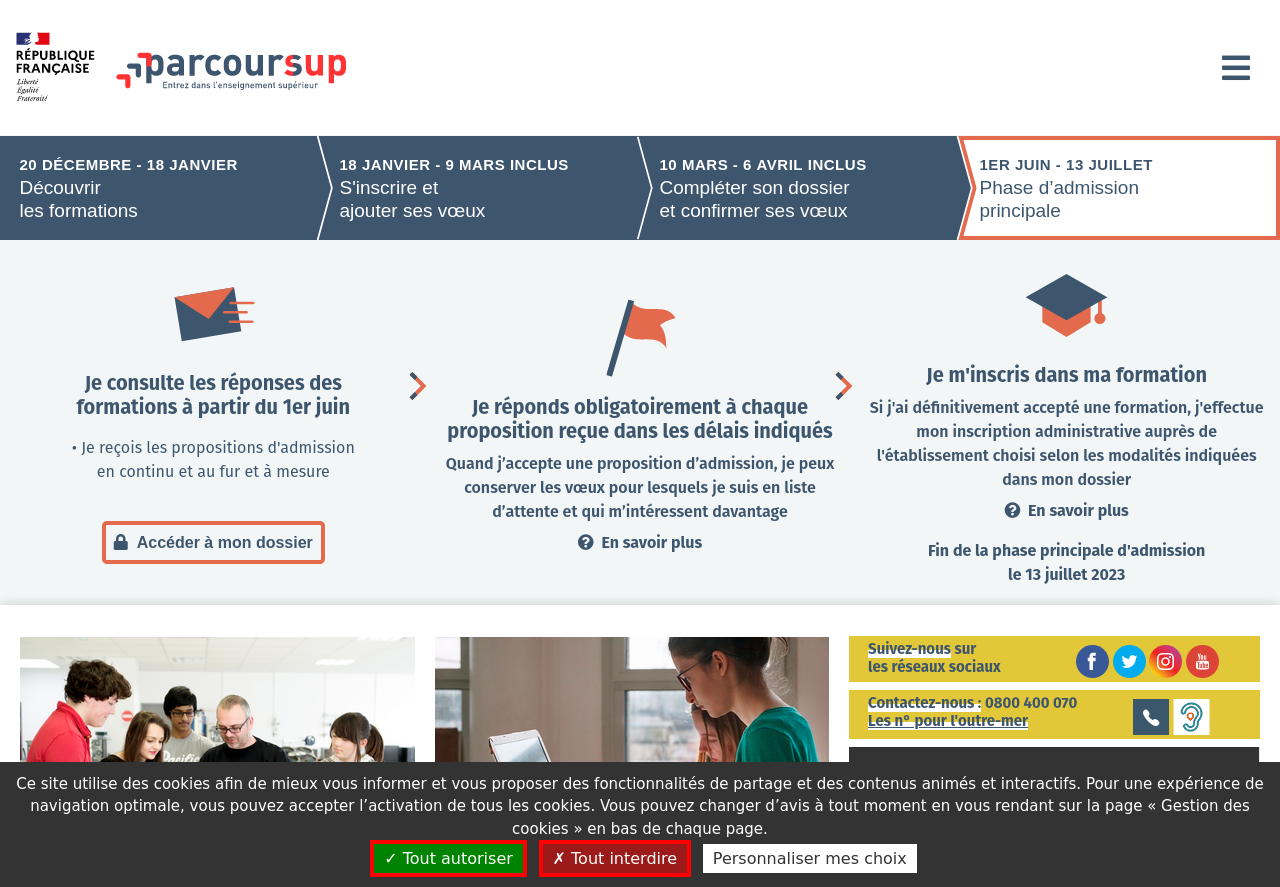 RÉPUBLIQUE
FRANÇAISE
Liberté
Égalité
Fraternité
parcoursup
Entrez dans l'enseignement supérieur
20 DÉCEMBRE - 18 JANVIER
Découvrir
les formations
18 JANVIER - 9 MARS INCLUS
S'inscrire et
ajouter ses vœux
10 MARS - 6 AVRIL INCLUS
Compléter son dossier
et confirmer ses vœux
1ER JUIN - 13 JUILLET
Phase d’admission
principale
Je consulte les réponses des
formations à partir du 1er juin
• Je reçois les propositions d'admission
en continu et au fur et à mesure
Accéder à mon dossier
Je réponds obligatoirement à chaque
proposition reçue dans les délais indiqués
Quand j’accepte une proposition d’admission, je peux
conserver les vœux pour lesquels je suis en liste
d’attente et qui m’intéressent davantage
? En savoir plus
Je m'inscris dans ma formation
Si j'ai définitivement accepté une formation, j'effectue
mon inscription administrative auprès de
l'établissement choisi selon les modalités indiquées
dans mon dossier
? En savoir plus
Fin de la phase principale d'admission
le 13 juillet 2023
Suivez-nous sur
les réseaux sociaux
f
You
Tube
Contactez-nous : 0800 400 070
Les n° pour l'outre-mer
Ce site utilise des cookies afin de mieux vous informer et vous proposer des fonctionnalités de partage et des contenus animés et interactifs. Pour une expérience de
navigation optimale, vous pouvez accepter l’activation de tous les cookies. Vous pouvez changer d’avis à tout moment en vous rendant sur la page « Gestion des
cookies » en bas de chaque page.
✓ Tout autoriser
✗ Tout interdire
Personnaliser mes choix